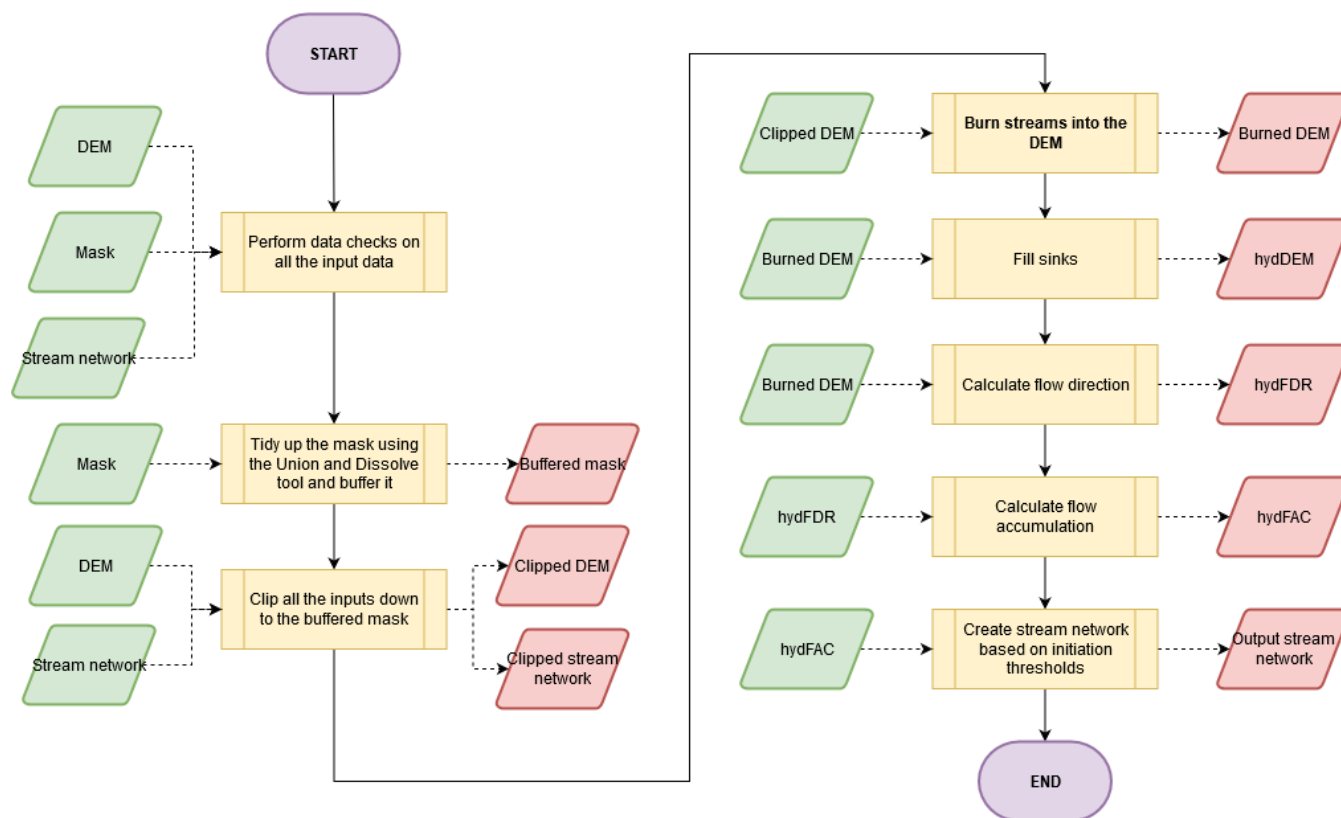 START
DEM
Mask
Stream network
Perform data checks on
all the input data
Mask
Tidy up the mask using
the Union and Dissolve
tool and buffer it
Buffered mask
DEM
Stream network
Clip all the inputs down
to the buffered mask
Clipped DEM
Clipped stream
network
Clipped DEM
Burn streams into the
DEM
Burned DEM
Burned DEM
Fill sinks
hydDEM
Burned DEM
Calculate flow direction
hydFDR
hydFDR
Calculate flow
accumulation
hydFAC
hydFAC
Create stream network
based on initiation
thresholds
Output stream
network
END